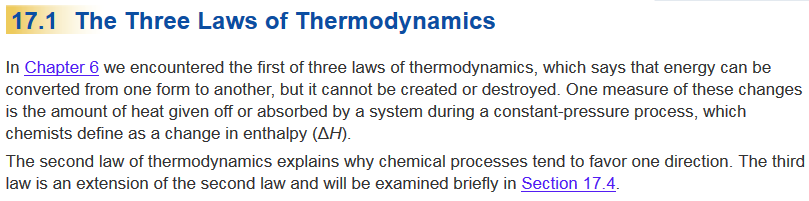 17.1 The Three Laws of Thermodynamics
In Chapter 6 we encountered the first of three laws of thermodynamics, which says that energy can be
converted from one form to another, but it cannot be created or destroyed. One measure of these changes
is the amount of heat given off or absorbed by a system during a constant-pressure process, which
chemists define as a change in enthalpy (ΔH).
The second law of thermodynamics explains why chemical processes tend to favor one direction. The third
law is an extension of the second law and will be examined briefly in Section 17.4.